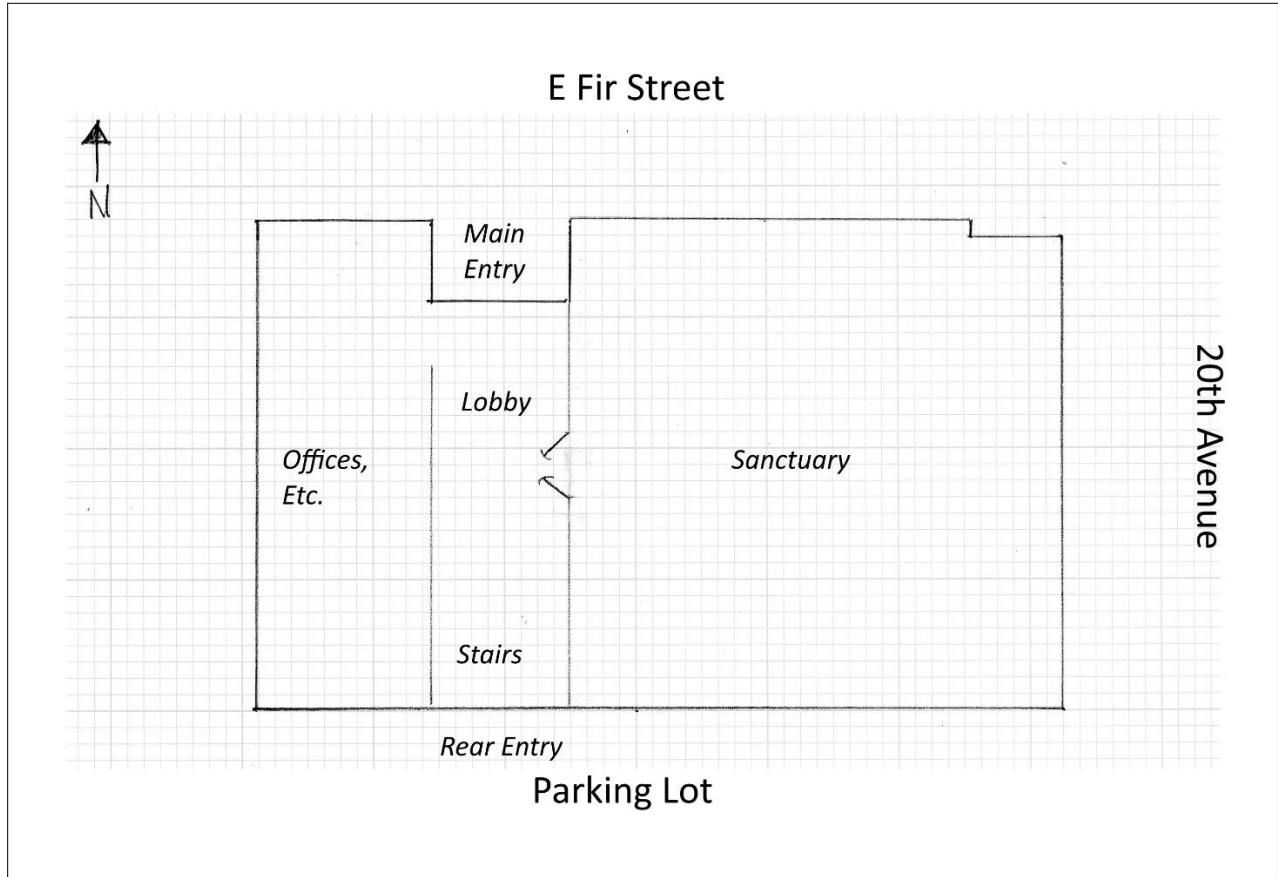 E Fir Street
N
Main
Entry
Lobby
Offices,
Etc.
Sanctuary
20th Avenue
Stairs
Rear Entry
Parking Lot